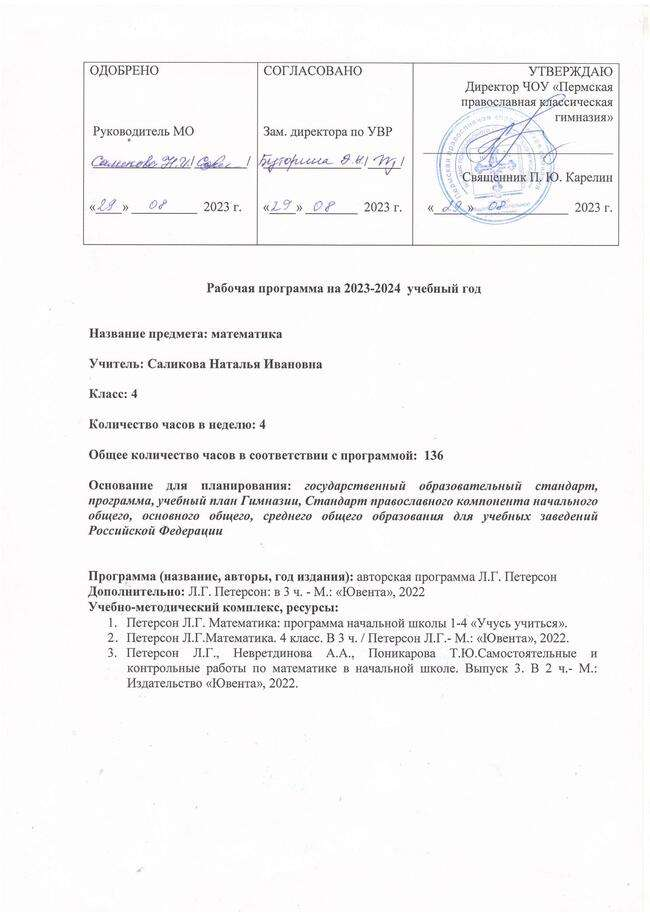 ОДОБРЕНО
Руководитель МО
Саликова Н.И./
«29» 08 2023 г.
СОГЛАСОВАНО
Зам. директора по УВР
«29» 08 2023 г.
УТВЕРЖДАЮ
Директор ЧОУ «Пермская
православная классическая
гимназия»
Священник П. Ю. Карелин
«29» 08 2023 г.
Рабочая программа на 2023-2024 учебный год
Название предмета: математика
Учитель: Саликова Наталья Ивановна
Класс: 4
Количество часов в неделю: 4
Общее количество часов в соответствии с программой: 136
Основание для планирования: государственный образовательный стандарт,
программа, учебный план Гимназии, Стандарт православного компонента начального
общего, основного общего, среднего общего образования для учебных заведений
Российской Федерации
Программа (название, авторы, год издания): авторская программа Л.Г. Петерсон
Дополнительно: Л.Г. Петерсон: в 3 ч. - М.: «Ювента», 2022
Учебно-методический комплекс, ресурсы:
1. Петерсон Л.Г. Математика: программа начальной школы 1-4 «Учусь учиться».
2. Петерсон Л.Г.Математика. 4 класс. В 3 ч. / Петерсон Л.Г.- М.: «Ювента», 2022.
3. Петерсон Л.Г., Невретдинова А.А., Поникарова Т.Ю.Самостоятельные и
контрольные работы по математике в начальной школе. Выпуск 3. В 2 ч.- М.:
Издательство «Ювента», 2022.